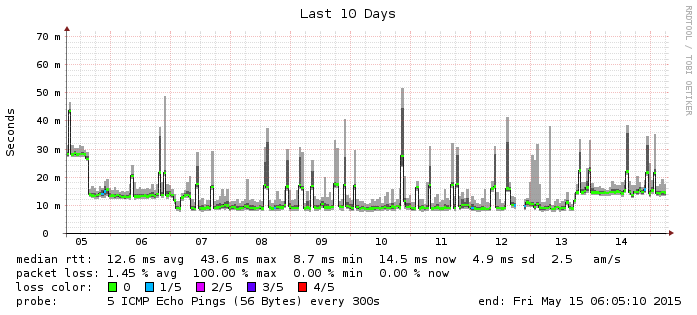 Last 10 Days
RRDTOOL / TOBI OETIKER
Seconds
70 m
60 m
50 m
40 m
30 m
20 m
10 m
0
05 06 07 08 09 10 11 12 13 14
median rtt: 12.6 ms avg 43.6 ms max 8.7 ms min 14.5 ms now 4.9 ms sd 2.5 am/s
packet loss: 1.45 % avg 100.00 % max 0.00 % min 0.00 % now
loss color: 0 1/5 2/5 3/5 4/5
probe: 5 ICMP Echo Pings (56 Bytes) every 300s end: Fri May 15 06:05:10 2015